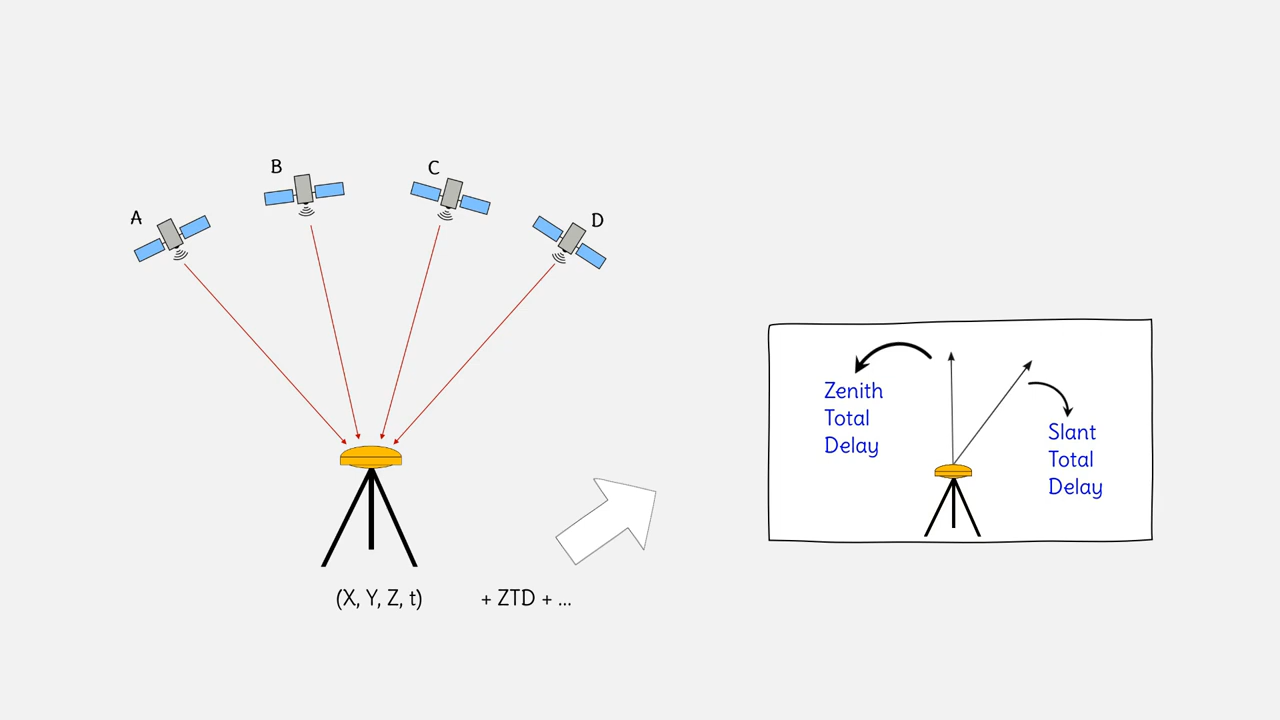 A
B
C
D
(X, Y, Z, t)
+ ZTD + ...
Zenith
Total
Delay
Slant
Total
Delay